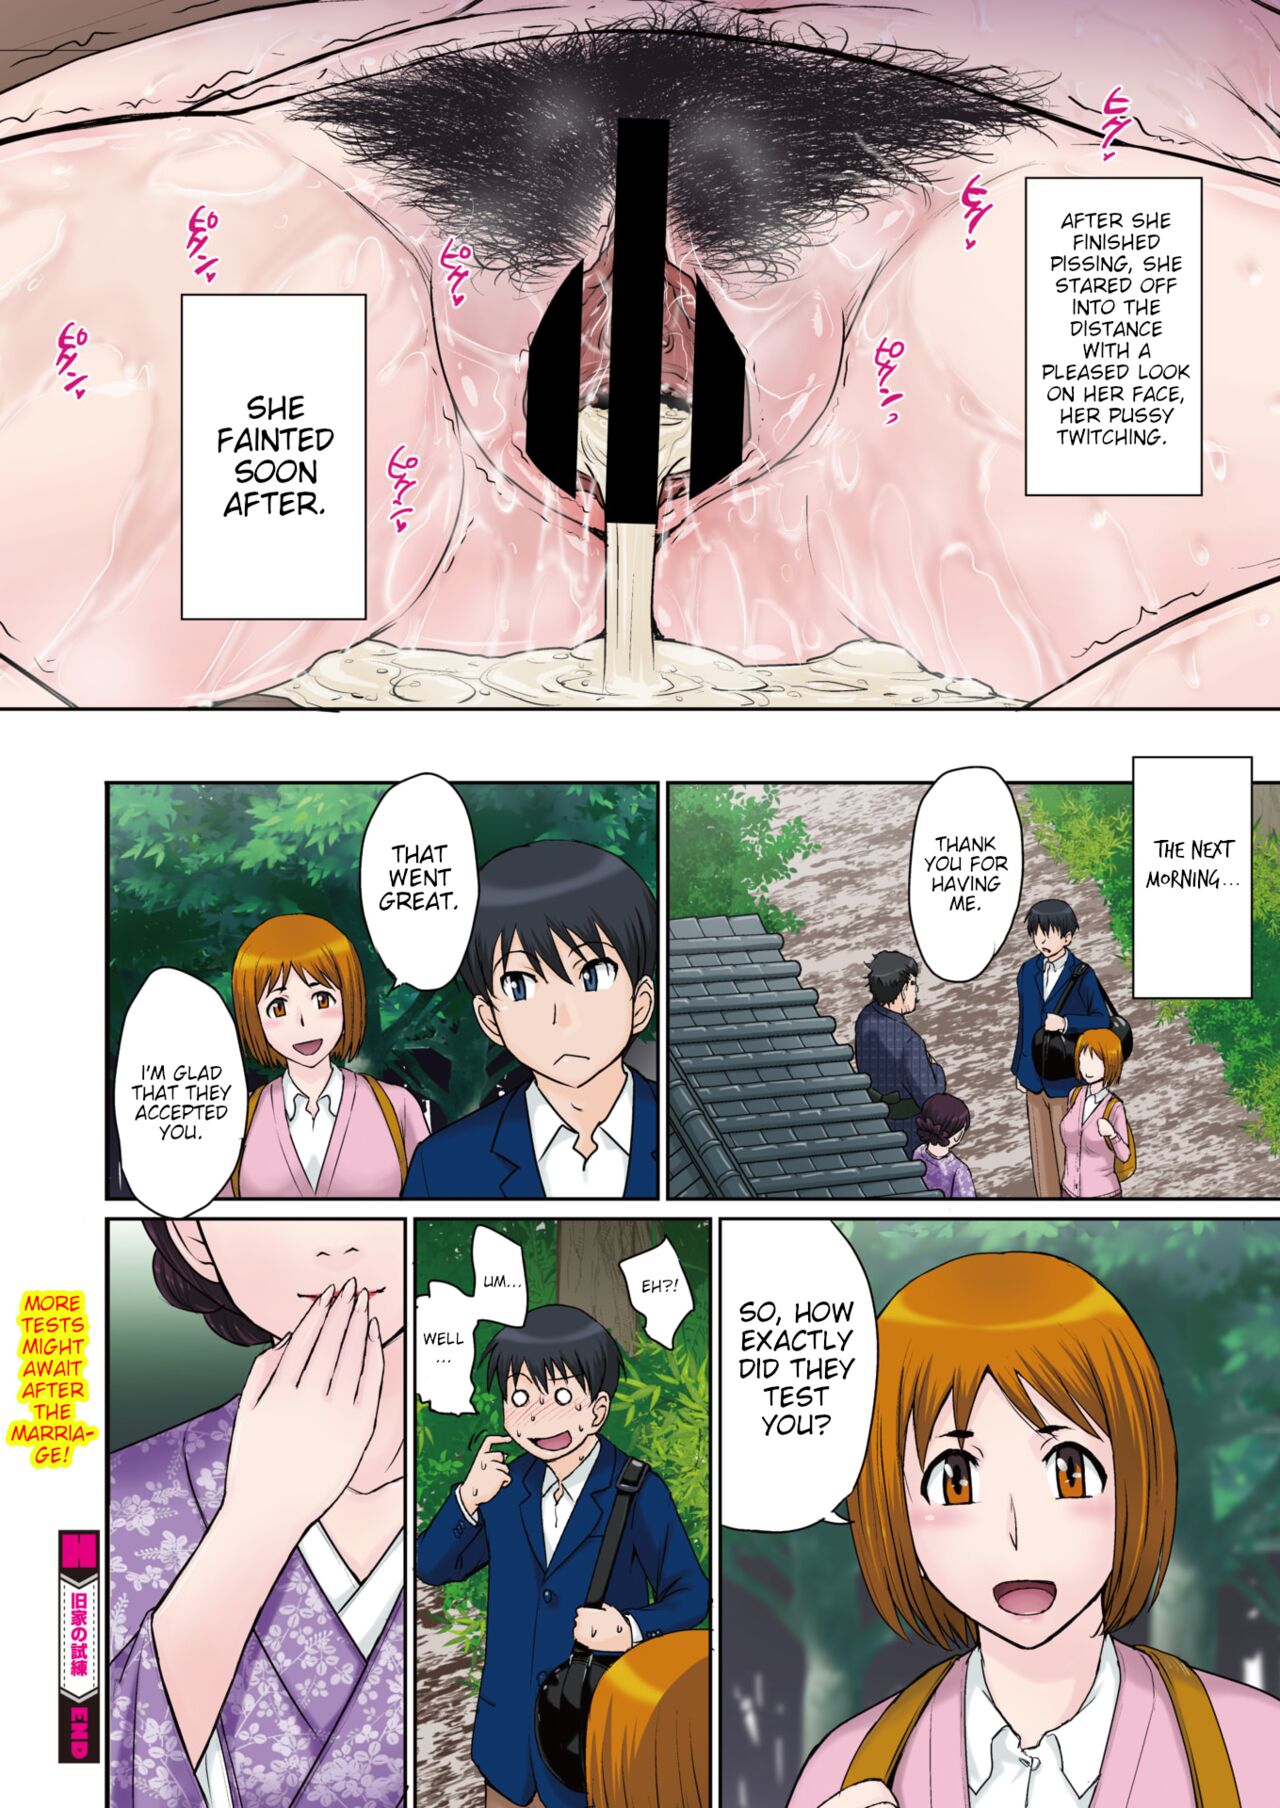 AFTER SHE
FINISHED
PISSING, SHE
STARED OFF
INTO THE
DISTANCE
WITH A
PLEASED LOOK
ON HER FACE,
HER PUSSY
TWITCHING.
SHE
FAINTED
SOON
AFTER.
THE NEXT
MORNING...
THANK
YOU FOR
HAVING
ME.
THAT
WENT
GREAT.
I'M GLAD
THAT THEY
ACCEPTED
YOU.
SO, HOW
EXACTLY
DID THEY
TEST
YOU?
EH?!
UM...
WELL
...
MORE
TESTS
MIGHT
AWAIT
AFTER
THE
MARRIA-
GE!
旧家の試練
END